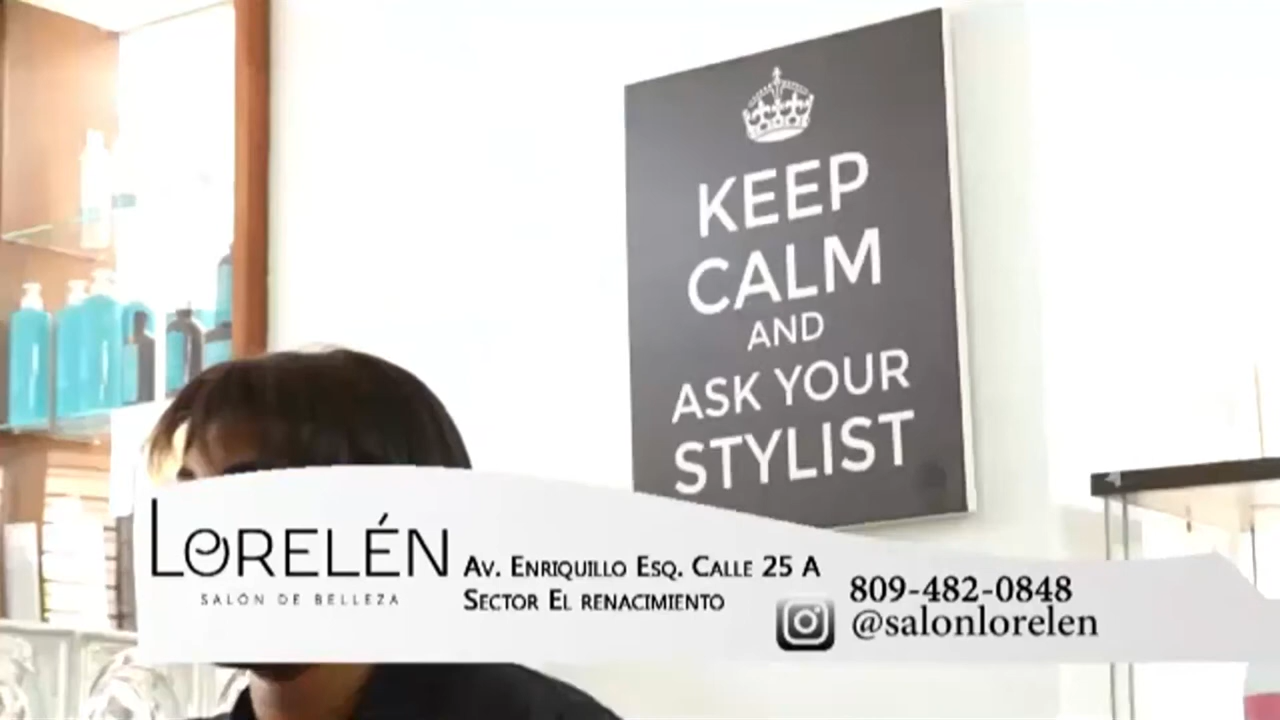 KEEP
CALM
AND
ASK YOUR
STYLIST
LORELÉN
SALÓN DE BELLEZA
AV. ENRIQUILLO ESQ. CALLE 25 A
SECTOR EL RENACIMIENTO
809-482-0848
@salonlorelen